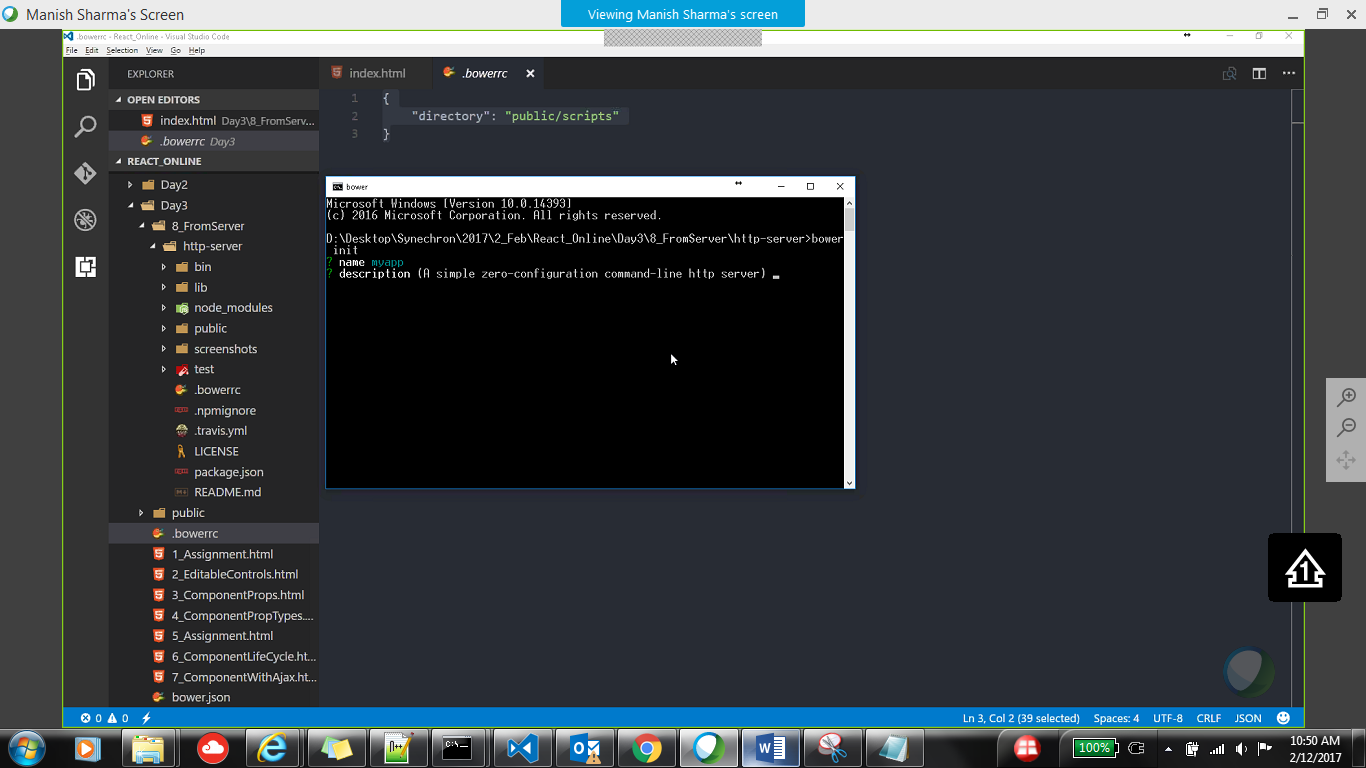 Manish Sharma's Screen
Viewing Manish Sharma's screen
.bowerrc - React_Online - Visual Studio Code
File Edit Selection View Go Help
EXPLORER
OPEN EDITORS
index.html Day3\8_FromServ...
.bowerrc Day3
REACT_ONLINE
Day2
Day3
8_FromServer
http-server
bin
lib
node_modules
public
screenshots
test
.bowerrc
.npmignore
.travis.yml
LICENSE
package.json
README.md
public
.bowerrc
1_Assignment.html
2_EditableControls.html
3_ComponentProps.html
4_ComponentPropTypes....
5_Assignment.html
6_ComponentLifeCycle.ht...
7_ComponentWithAjax.ht...
bower.json
index.html
.bowerrc
1 {
2 "directory": "public/scripts"
3 }
bower
Microsoft Windows [Version 10.0.14393]
(c) 2016 Microsoft Corporation. All rights reserved.
D:\Desktop\Synechron\2017\2_Feb\React_Online\Day3\8_FromServer\http-server>bower
init
? name myapp
? description (A simple zero-configuration command-line http server)
1
0 0
Ln 3, Col 2 (39 selected) Spaces: 4 UTF-8 CRLF JSON
100%
10:50 AM
2/12/2017